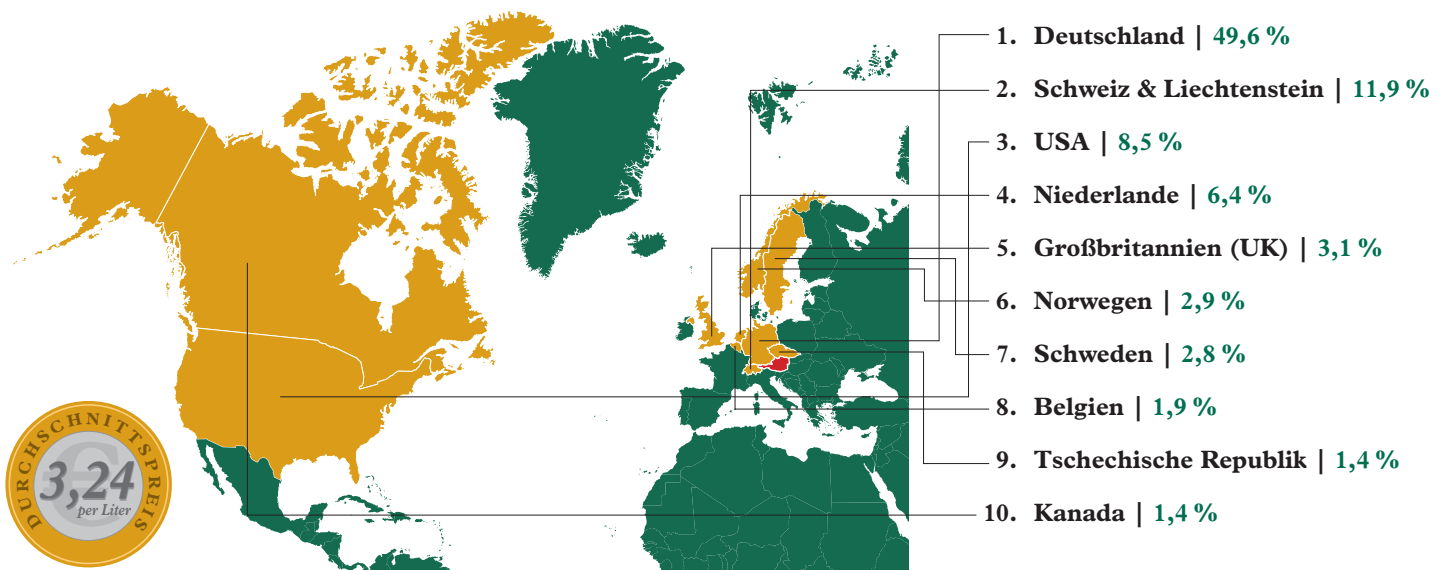 1. Deutschland | 49,6 %
2. Schweiz & Liechtenstein | 11,9 %
3. USA | 8,5 %
4. Niederlande | 6,4 %
5. Großbritannien (UK) | 3,1 %
6. Norwegen | 2,9 %
7. Schweden | 2,8 %
8. Belgien | 1,9 %
9. Tschechische Republik | 1,4 %
10. Kanada | 1,4 %
DURCHSCHNITTSPREIS
€
3,24
per Liter